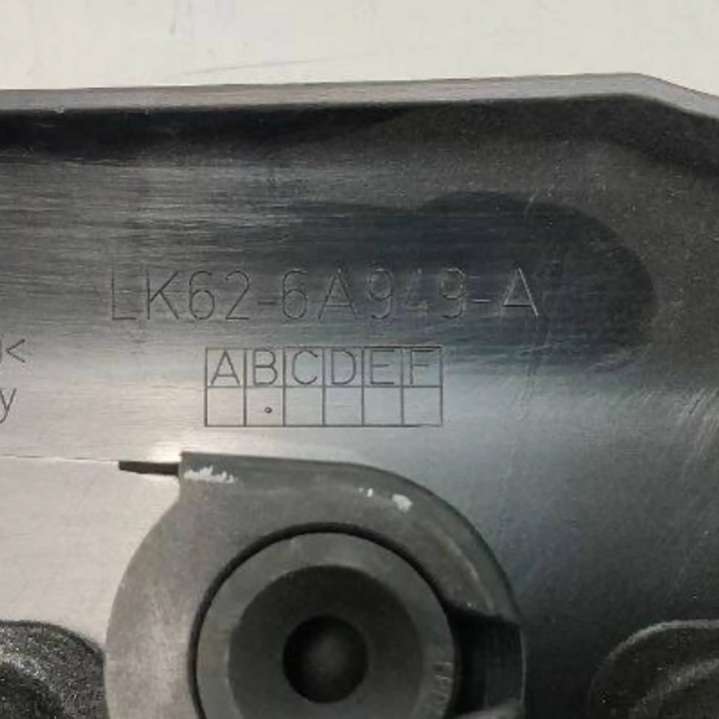 LK62-6A949-A
<
ABCDEF
y